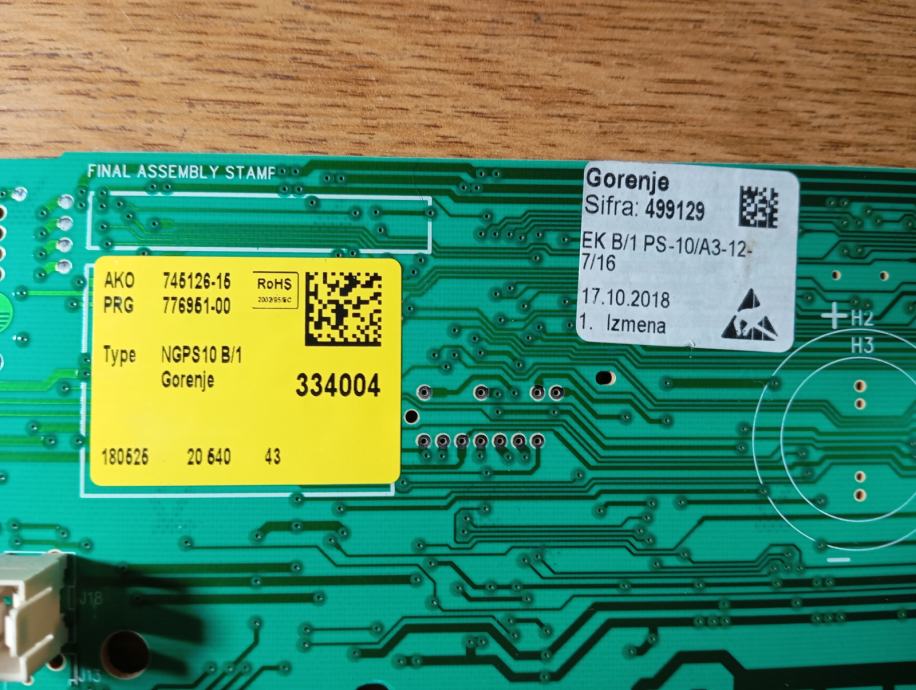 FINAL ASSEMBLY STAMP
AKO 745126-15
PRG 776951-00
RoHS
2002/95/EC
Type NGPS10 B/1
Gorenje
334004
180525 20 540 43
Gorenje
Sifra: 499129
EK B/1 PS-10/A3-12-
7/16
17.10.2018
1. Izmena
+ H2
H3
J18
J13